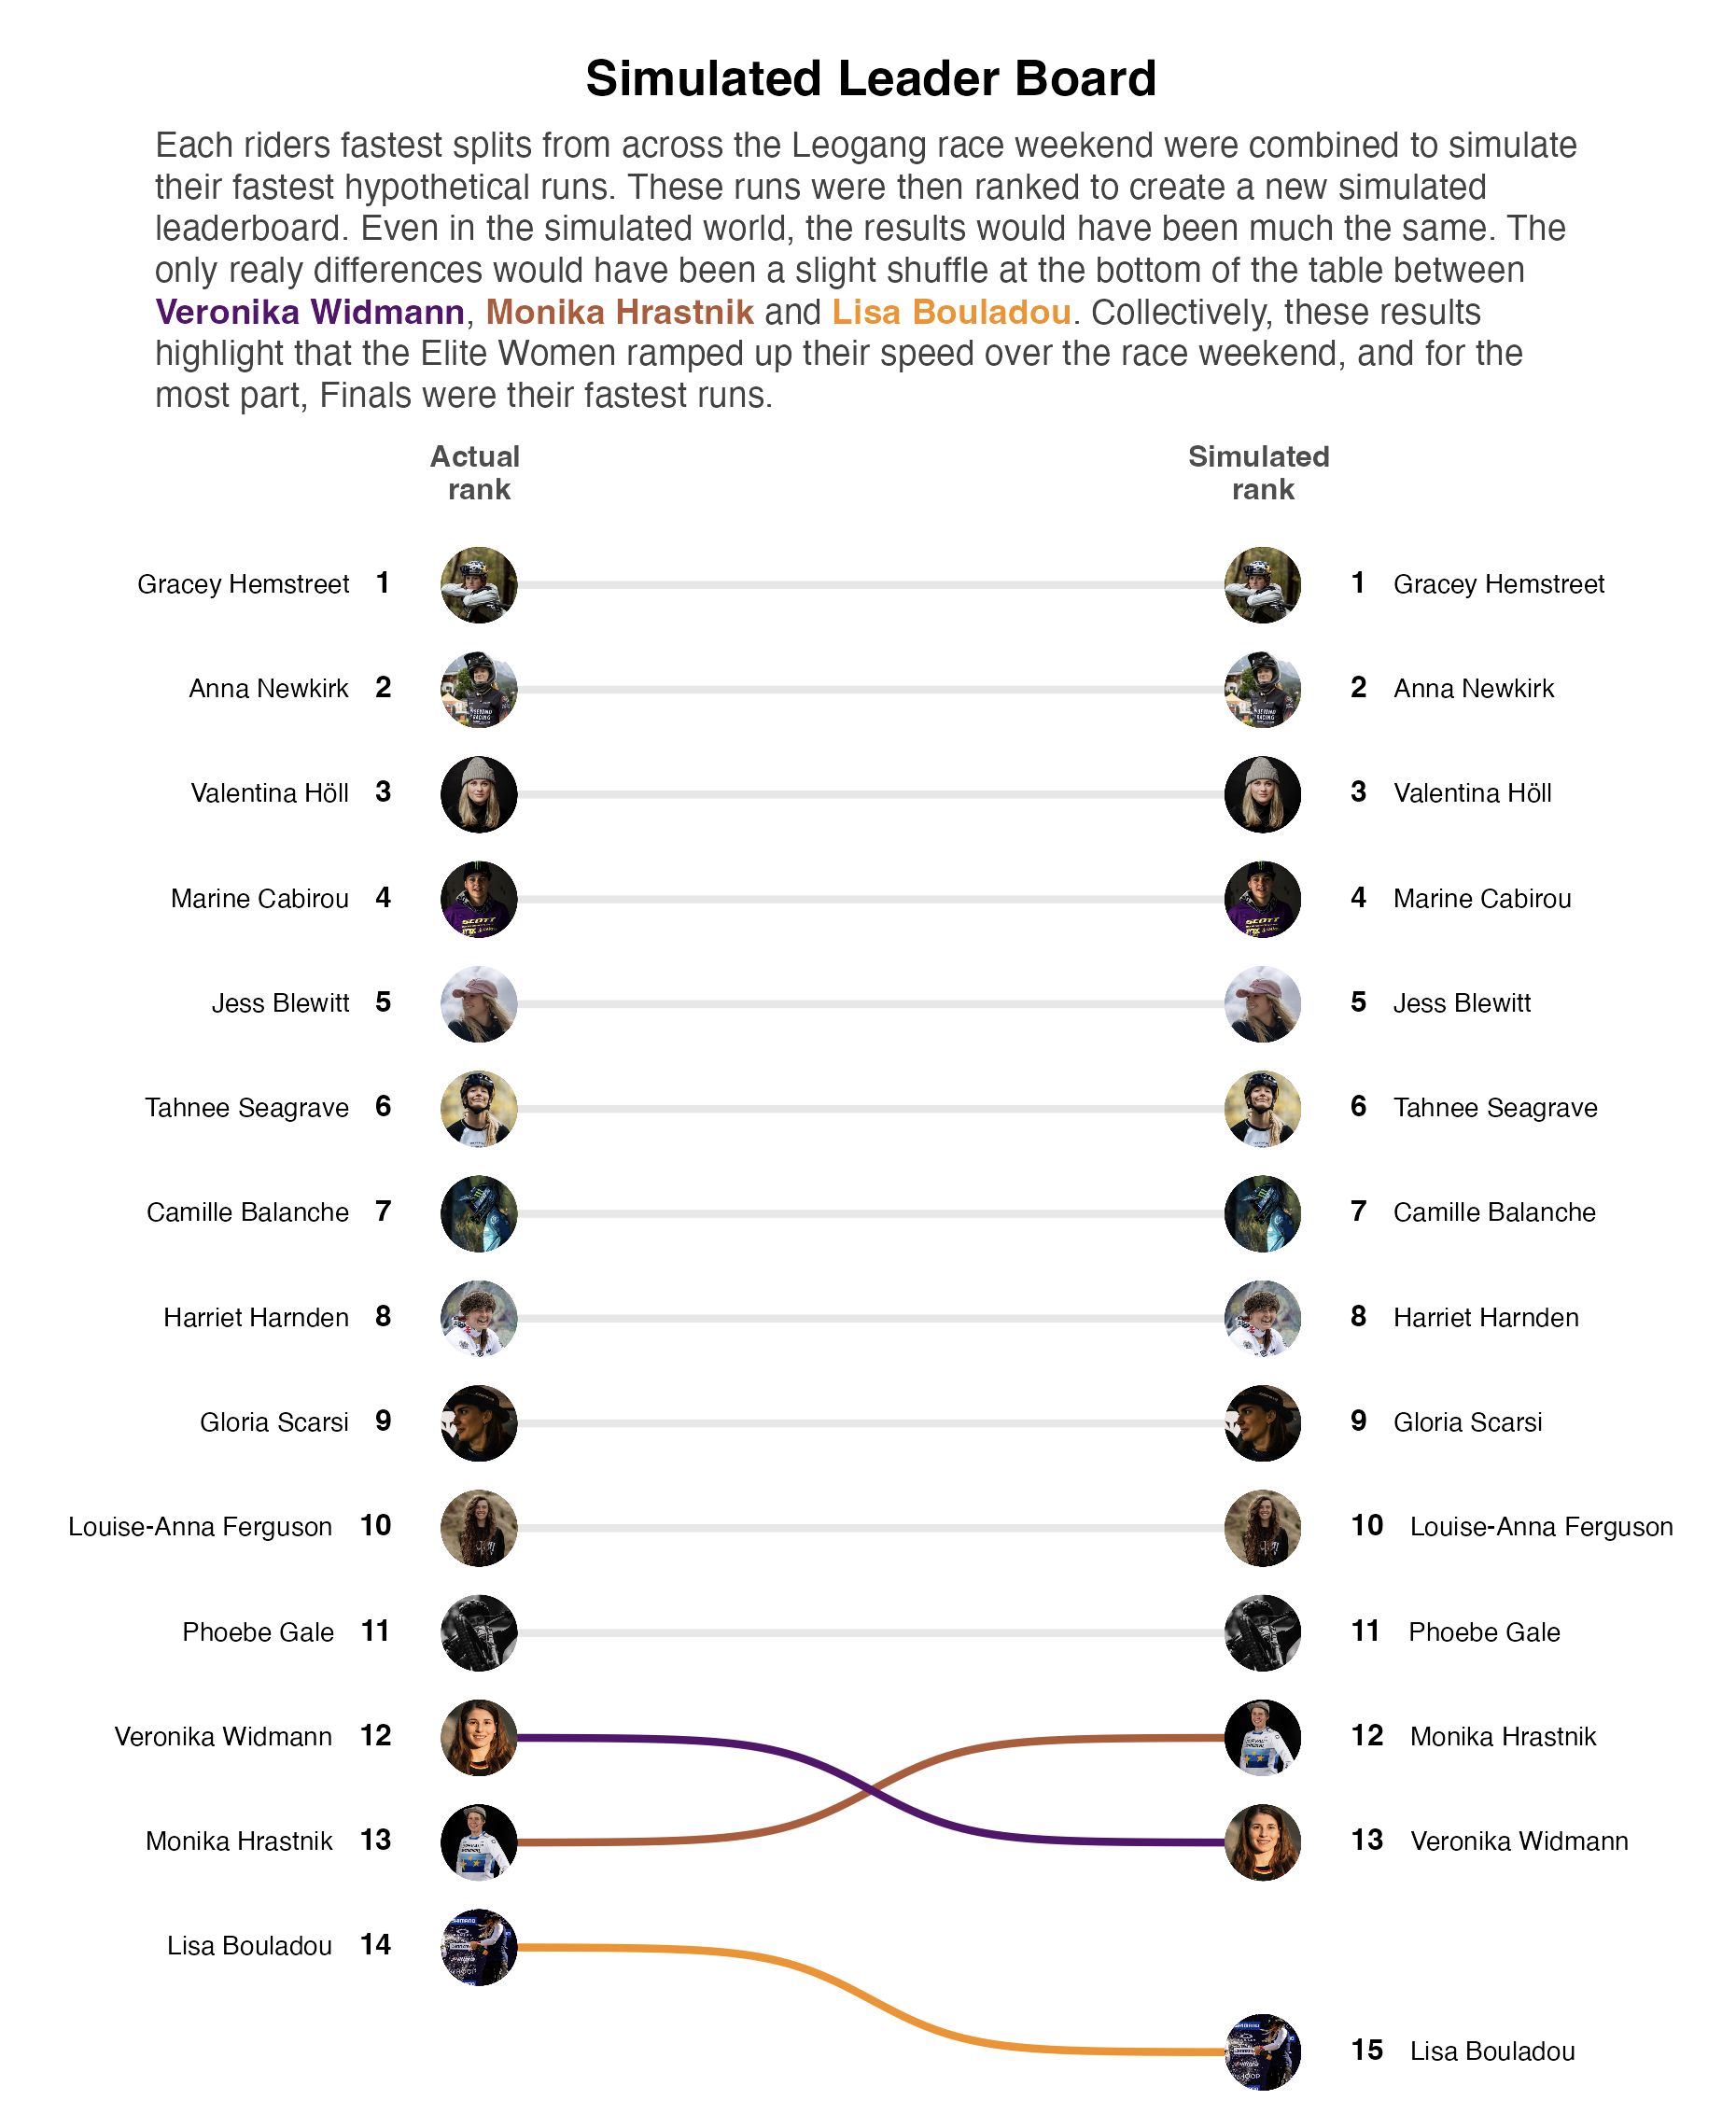 Simulated Leader Board
Each riders fastest splits from across the Leogang race weekend were combined to simulate
their fastest hypothetical runs. These runs were then ranked to create a new simulated
leaderboard. Even in the simulated world, the results would have been much the same. The
only realy differences would have been a slight shuffle at the bottom of the table between
Veronika Widmann, Monika Hrastnik and Lisa Bouladou. Collectively, these results
highlight that the Elite Women ramped up their speed over the race weekend, and for the
most part, Finals were their fastest runs.
Actual
rank
Simulated
rank
Gracey Hemstreet 1 1 Gracey Hemstreet
Anna Newkirk 2 2 Anna Newkirk
Valentina Höll 3 3 Valentina Höll
Marine Cabirou 4 4 Marine Cabirou
Jess Blewitt 5 5 Jess Blewitt
Tahnee Seagrave 6 6 Tahnee Seagrave
Camille Balanche 7 7 Camille Balanche
Harriet Harnden 8 8 Harriet Harnden
Gloria Scarsi 9 9 Gloria Scarsi
Louise-Anna Ferguson 10 10 Louise-Anna Ferguson
Phoebe Gale 11 11 Phoebe Gale
Veronika Widmann 12 12 Monika Hrastnik
Monika Hrastnik 13 13 Veronika Widmann
Lisa Bouladou 14
15 Lisa Bouladou